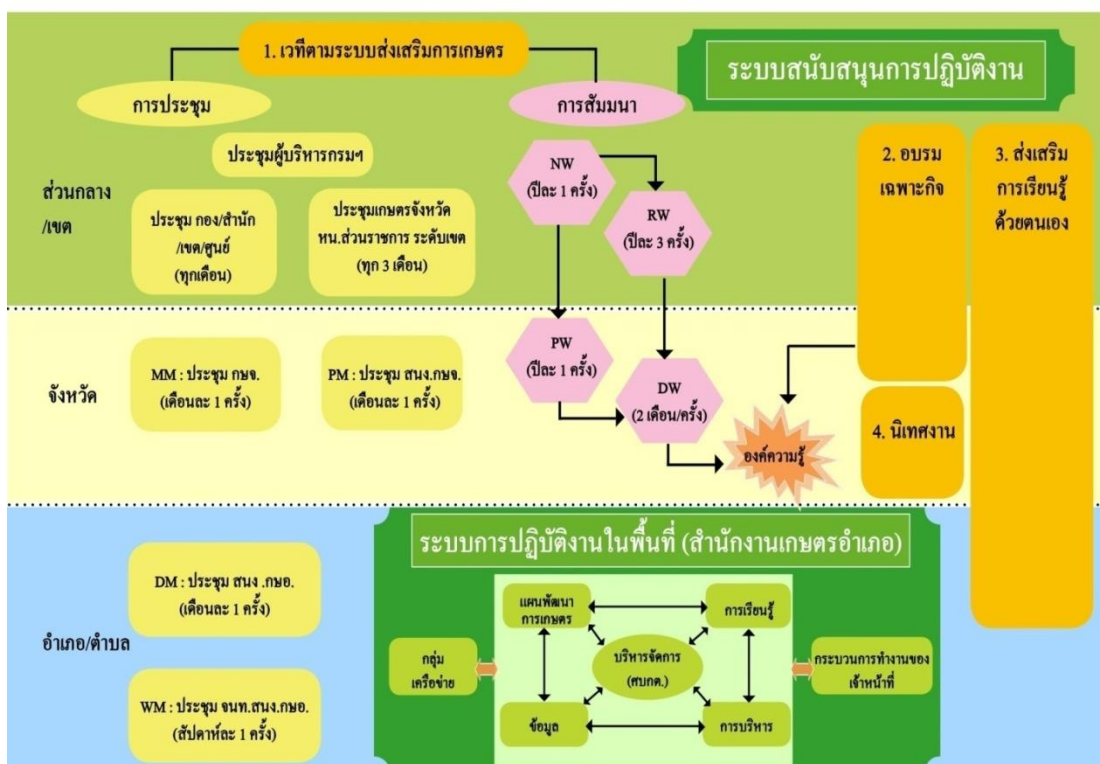 1. เวทีตามระบบส่งเสริมการเกษตร
ระบบสนับสนุนการปฏิบัติงาน
การประชุม
การสัมมนา
ส่วนกลาง
/เขต
ประชุมผู้บริหารกรมฯ
ประชุม กอง/สำนัก
/เขต/ศูนย์
(ทุกเดือน)
ประชุมเกษตรจังหวัด
หน.ส่วนราชการ ระดับเขต
(ทุก 3 เดือน)
NW
(ปีละ 1 ครั้ง)
RW
(ปีละ 3 ครั้ง)
2. อบรม
เฉพาะกิจ
3. ส่งเสริม
การเรียนรู้
ด้วยตนเอง
จังหวัด
MM : ประชุม กษจ.
(เดือนละ 1 ครั้ง)
PM : ประชุม สนง.กษจ.
(เดือนละ 1 ครั้ง)
PW
(ปีละ 1 ครั้ง)
DW
(2 เดือน/ครั้ง)
องค์ความรู้
4. นิเทศงาน
อำเภอ/ตำบล
DM : ประชุม สนง .กษอ.
(เดือนละ 1 ครั้ง)
WM : ประชุม จนท.สนง.กษอ.
(สัปดาห์ละ 1 ครั้ง)
ระบบการปฏิบัติงานในพื้นที่ (สำนักงานเกษตรอำเภอ)
กลุ่ม
เครือข่าย
แผนพัฒนา
การเกษตร
การเรียนรู้
บริหารจัดการ
(ศบกต.)
ข้อมูล
การบริหาร
กระบวนการทำงานของ
เจ้าหน้าที่